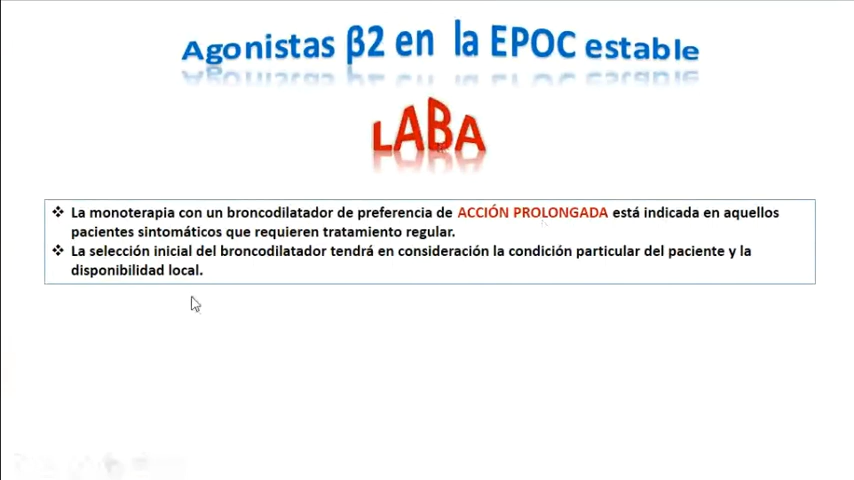 Agonistas β2 en la EPOC estable
LABA
❖ La monoterapia con un broncodilatador de preferencia de ACCIÓN PROLONGADA está indicada en aquellos
pacientes sintomáticos que requieren tratamiento regular.
❖ La selección inicial del broncodilatador tendrá en consideración la condición particular del paciente y la
disponibilidad local.